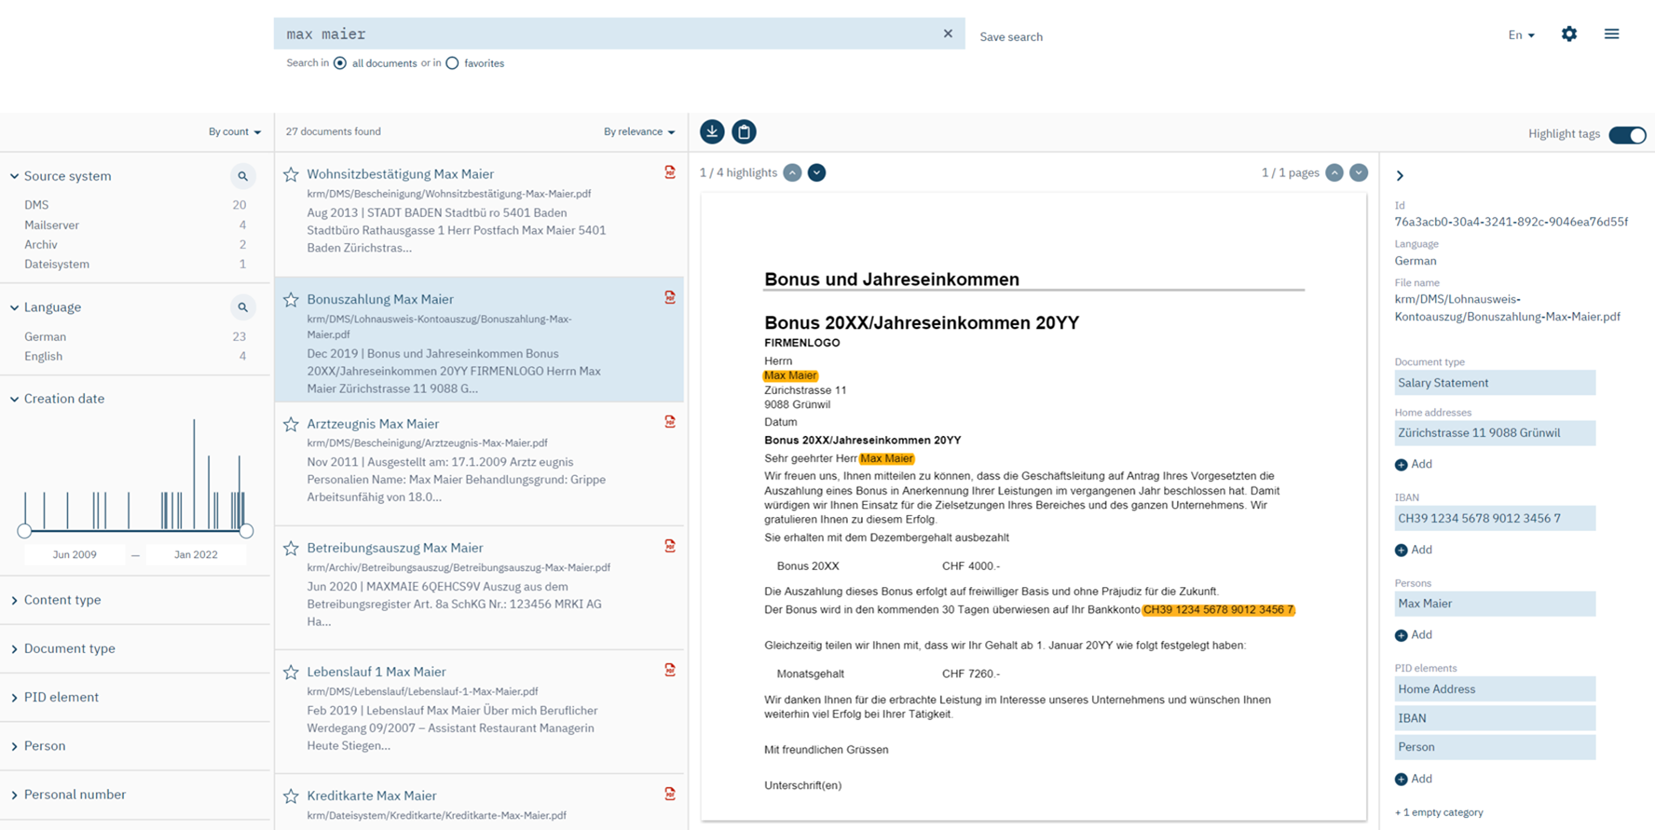 max maier
Save search
En
Search in all documents or in favorites
By count
Source system
DMS 20
Mailserver 4
Archiv 2
Dateisystem 1
Language
German 23
English 4
Creation date
Jun 2009 — Jan 2022
Content type
Document type
PID element
Person
Personal number
27 documents found
By relevance
Wohnsitzbestätigung Max Maier
krm/DMS/Bescheinigung/Wohnsitzbestätigung-Max-Maier.pdf
Aug 2013 | STADT BADEN Stadtbü ro 5401 Baden
Stadtbüro Rathausgasse 1 Herr Postfach Max Maier 5401
Baden Zürichstras...
Bonuszahlung Max Maier
krm/DMS/Lohnausweis-Kontoauszug/Bonuszahlung-Max-
Maier.pdf
Dec 2019 | Bonus und Jahreseinkommen Bonus
20XX/Jahreseinkommen 20YY FIRMENLOGO Herrn Max
Maier Zürichstrasse 11 9088 G...
Arztzeugnis Max Maier
krm/DMS/Bescheinigung/Arztzeugnis-Max-Maier.pdf
Nov 2011 | Ausgestellt am: 17.1.2009 Arztz eugnis
Personalien Name: Max Maier Behandlungsgrund: Grippe
Arbeitsunfähig von 18.0...
Betreibungsauszug Max Maier
krm/Archiv/Betreibungsauszug/Betreibungsauszug-Max-Maier.pdf
Jun 2020 | MAXMAIE 6QEHCS9V Auszug aus dem
Betreibungsregister Art. 8a SchKG Nr.: 123456 MRKI AG
Ha...
Lebenslauf 1 Max Maier
krm/DMS/Lebenslauf/Lebenslauf-1-Max-Maier.pdf
Feb 2019 | Lebenslauf Max Maier Über mich Beruflicher
Werdegang 09/2007 – Assistant Restaurant Managerin
Heute Stiegen...
Kreditkarte Max Maier
krm/Dateisystem/Kreditkarte/Kreditkarte-Max-Maier.pdf
Highlight tags
1 / 4 highlights
1 / 1 pages
Bonus und Jahreseinkommen
Bonus 20XX/Jahreseinkommen 20YY
FIRMENLOGO
Herrn
Max Maier
Zürichstrasse 11
9088 Grünwil
Datum
Bonus 20XX/Jahreseinkommen 20YY
Sehr geehrter Herr Max Maier
Wir freuen uns, Ihnen mitteilen zu können, dass die Geschäftsleitung auf Antrag Ihres Vorgesetzten die
Auszahlung eines Bonus in Anerkennung Ihrer Leistungen im vergangenen Jahr beschlossen hat. Damit
würdigen wir Ihnen Einsatz für die Zielsetzungen Ihres Bereiches und des ganzen Unternehmens. Wir
gratulieren Ihnen zu diesem Erfolg.
Sie erhalten mit dem Dezembergehalt ausbezahlt
Bonus 20XX CHF 4000.-
Die Auszahlung dieses Bonus erfolgt auf freiwilliger Basis und ohne Präjudiz für die Zukunft.
Der Bonus wird in den kommenden 30 Tagen überwiesen auf Ihr Bankkonto CH39 1234 5678 9012 3456 7.
Gleichzeitig teilen wir Ihnen mit, dass wir Ihr Gehalt ab 1. Januar 20YY wie folgt festgelegt haben:
Monatsgehalt CHF 7260.-
Wir danken Ihnen für die erbrachte Leistung im Interesse unseres Unternehmens und wünschen Ihnen
weiterhin viel Erfolg bei Ihrer Tätigkeit.
Mit freundlichen Grüssen
Unterschrift(en)
Id
76a3acb0-30a4-3241-892c-9046ea76d55f
Language
German
File name
krm/DMS/Lohnausweis-
Kontoauszug/Bonuszahlung-Max-Maier.pdf
Document type
Salary Statement
Home addresses
Zürichstrasse 11 9088 Grünwil
Add
IBAN
CH39 1234 5678 9012 3456 7
Add
Persons
Max Maier
Add
PID elements
Home Address
IBAN
Person
Add
+ 1 empty category